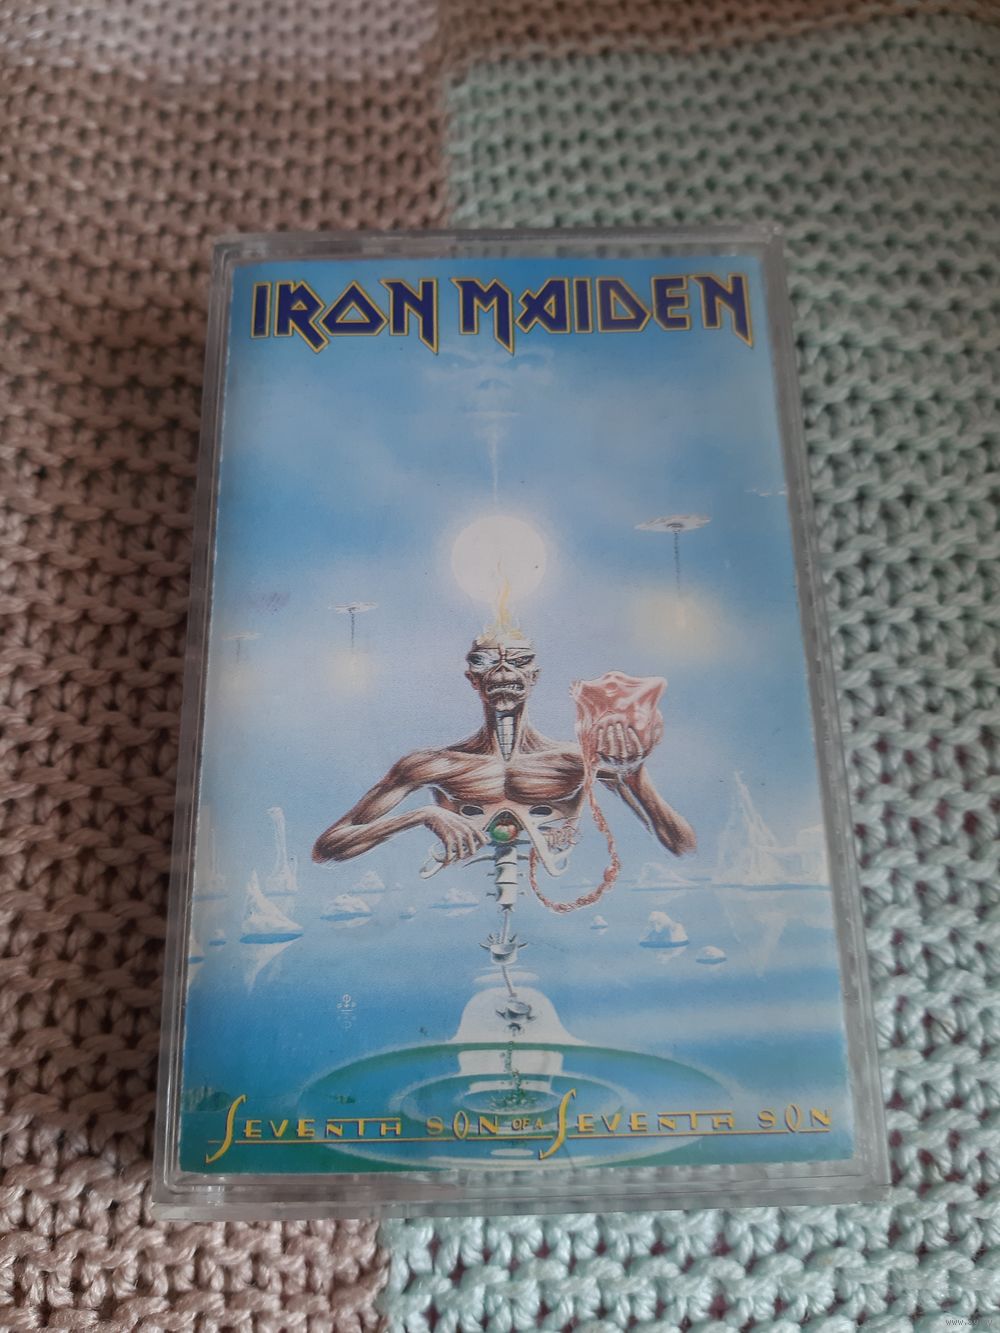 IRON MAIDEN
SEVENTH SON OF A SEVENTH SON